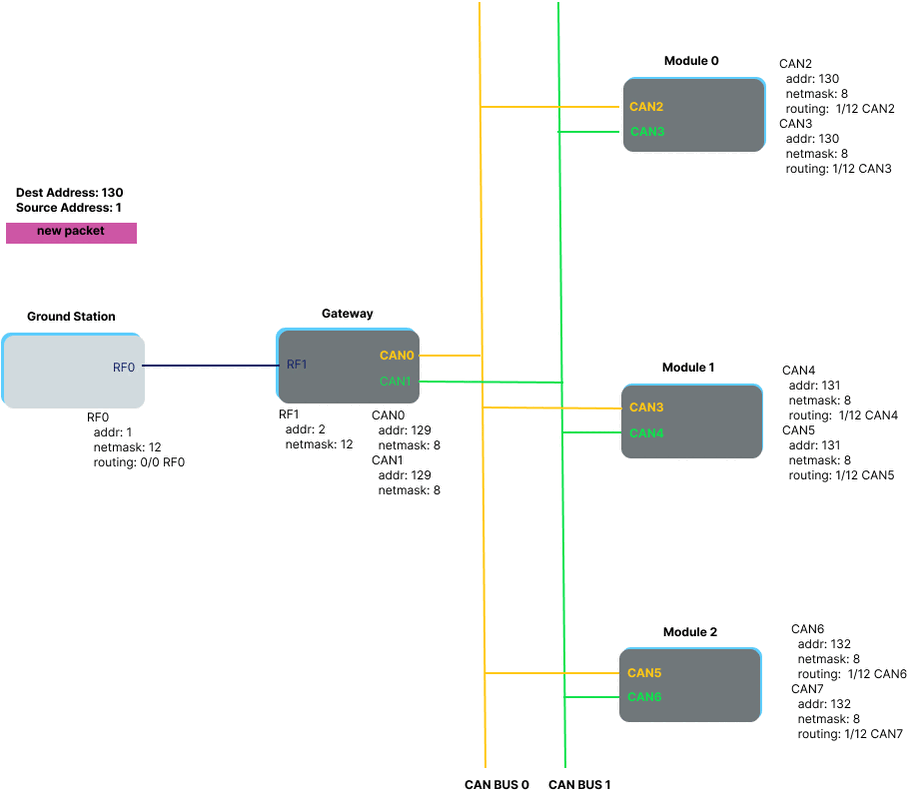 Module 0
CAN2
CAN3
CAN2
addr: 130
netmask: 8
routing:  1/12 CAN2
CAN3
addr: 130
netmask: 8
routing: 1/12 CAN3
Dest Address: 130
Source Address: 1
new packet
Ground Station
RF0
RF0
addr: 1
netmask: 12
routing: 0/0 RF0
Gateway
RF1
CAN0
CAN1
RF1
addr: 2
netmask: 12
CAN0
addr: 129
netmask: 8
CAN1
addr: 129
netmask: 8
Module 1
CAN3
CAN4
CAN4
addr: 131
netmask: 8
routing:  1/12 CAN4
CAN5
addr: 131
netmask: 8
routing: 1/12 CAN5
Module 2
CAN5
CAN6
CAN6
addr: 132
netmask: 8
routing:  1/12 CAN6
CAN7
addr: 132
netmask: 8
routing: 1/12 CAN7
CAN BUS 0
CAN BUS 1